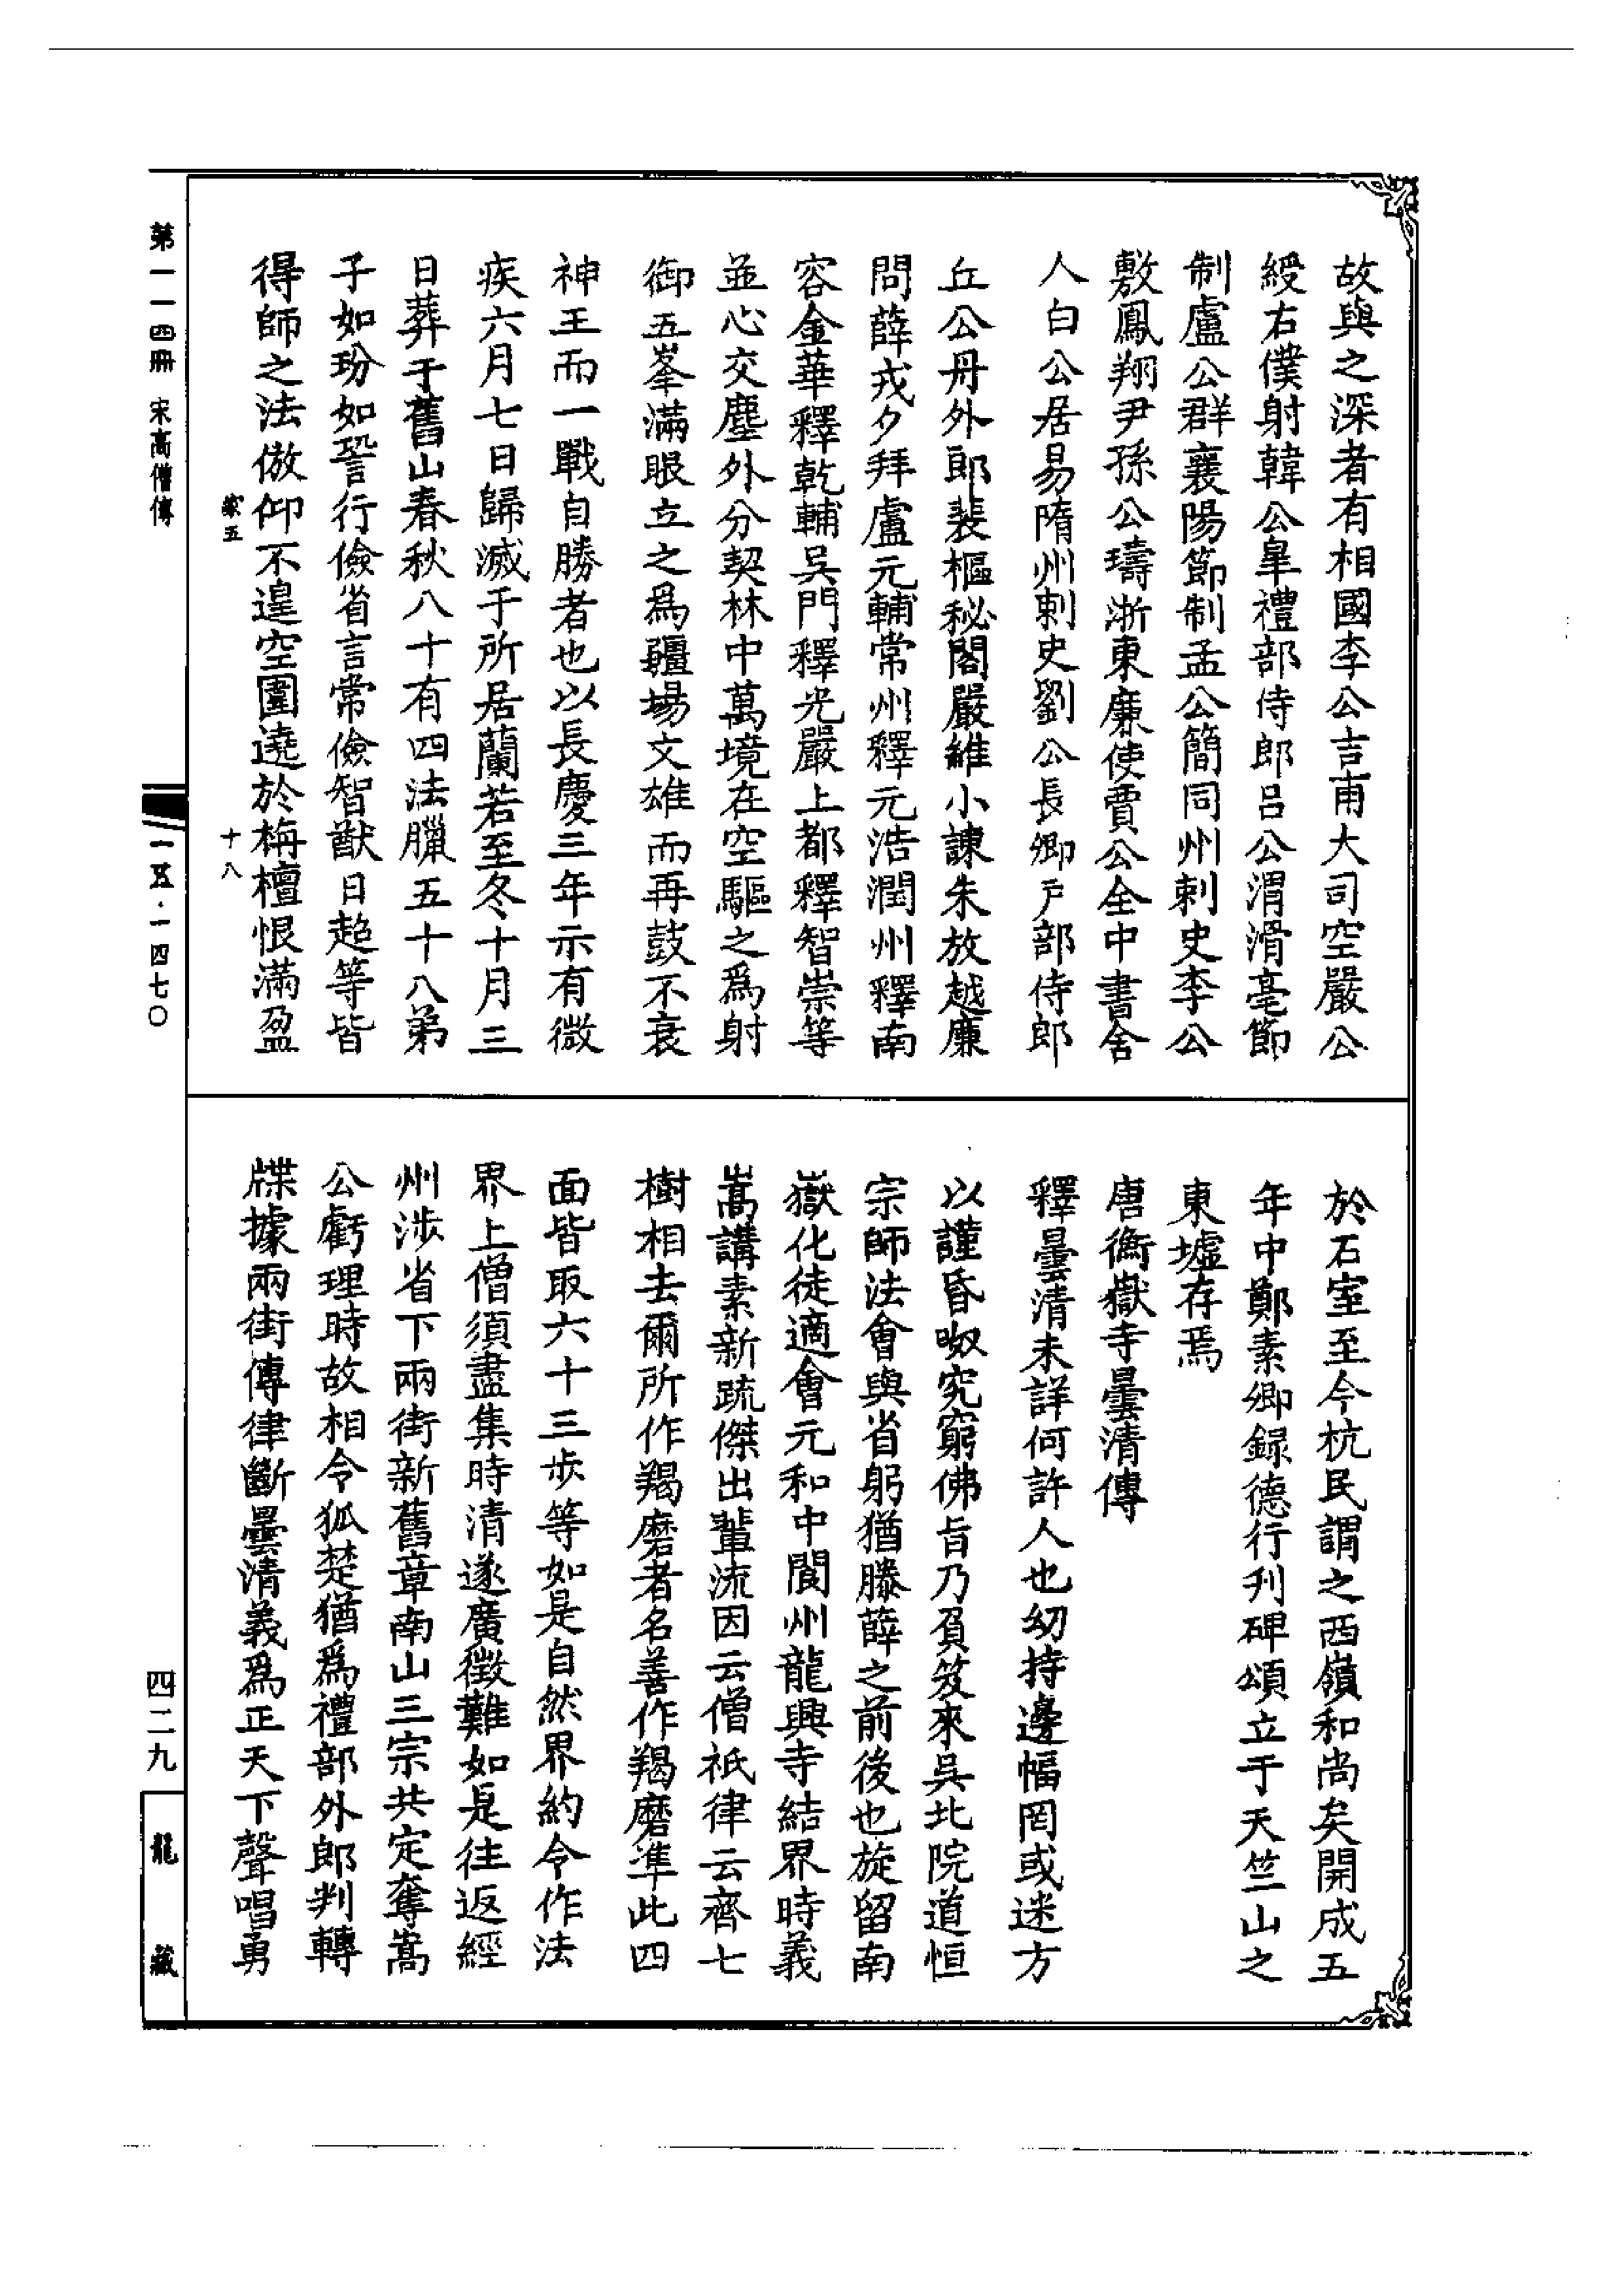 故與之深者有相國李公吉甫大司空嚴公
綬右僕射韓公臯禮部侍郎呂公渭滑亳節
制盧公群襄陽節制孟公簡同州刺史李公
敷鳳翔尹孫公璹浙東廉使賈公全中書舍
人白公居易隋州刺史劉公長卿戶部侍郎
丘公丹外郎裴樞秘閣嚴維小諫朱放越廉
問薛戎夕拜盧元輔常州釋元浩潤州釋南
容金華釋乾輔吳門釋光嚴上都釋智崇等
並心交塵外分契林中萬境在空驅之為射
御五峯滿眼立之為疆場文雄而再鼓不衰
神王而一戰自勝者也以長慶三年示有微
疾六月七日歸滅于所居蘭若至冬十月三
日葬于舊山春秋八十有四法臘五十八弟
子如玢如詧行儉省言常儉智猷日超等皆
得師之法倣仰不遑空圍遶於栴檀恨滿盈
於石室至今杭民謂之西嶺和尚矣開成五
年中鄭素卿録德行刋碑頌立于天竺山之
東墟存焉
唐衡嶽寺曇清傳
釋曇清未詳何許人也幼持邊幅罔或迷方
以謹昏呶究窮佛旨乃負笈來吳北院道恒
宗師法會與省躬猶滕薛之前後也旋留南
嶽化徒適會元和中閬州龍興寺結界時義
嵩講素新疏傑出輩流因云僧祇律云齊七
樹相去爾所作羯磨者名善作羯磨準此四
面皆取六十三步等如是自然界約令作法
界上僧須盡集時清遂廣徵難如是往返經
州涉省下兩街新舊章南山三宗共定奪嵩
公虧理時故相令狐楚猶為禮部外郎判轉
牒據兩街傳律斷曇清義為正天下聲唱勇
家五
十八
第一一四冊 宋高僧傳
一五·一四七〇
四二九
龍藏